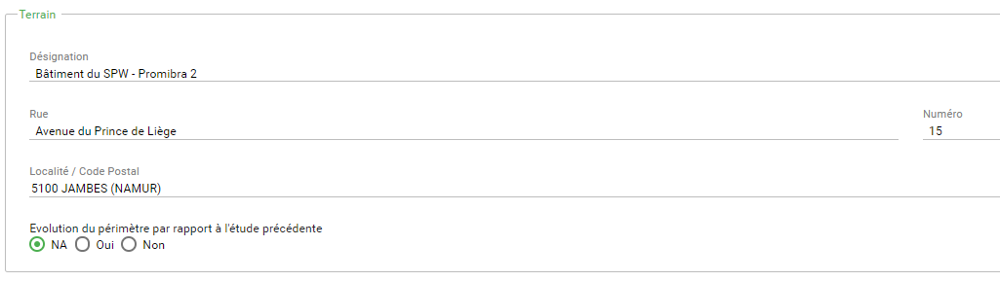 Terrain
Désignation
Bâtiment du SPW - Promibra 2
Rue
Numéro
Avenue du Prince de Liège
15
Localité / Code Postal
5100 JAMBES (NAMUR)
Evolution du périmètre par rapport à l'étude précédente
NA Oui Non